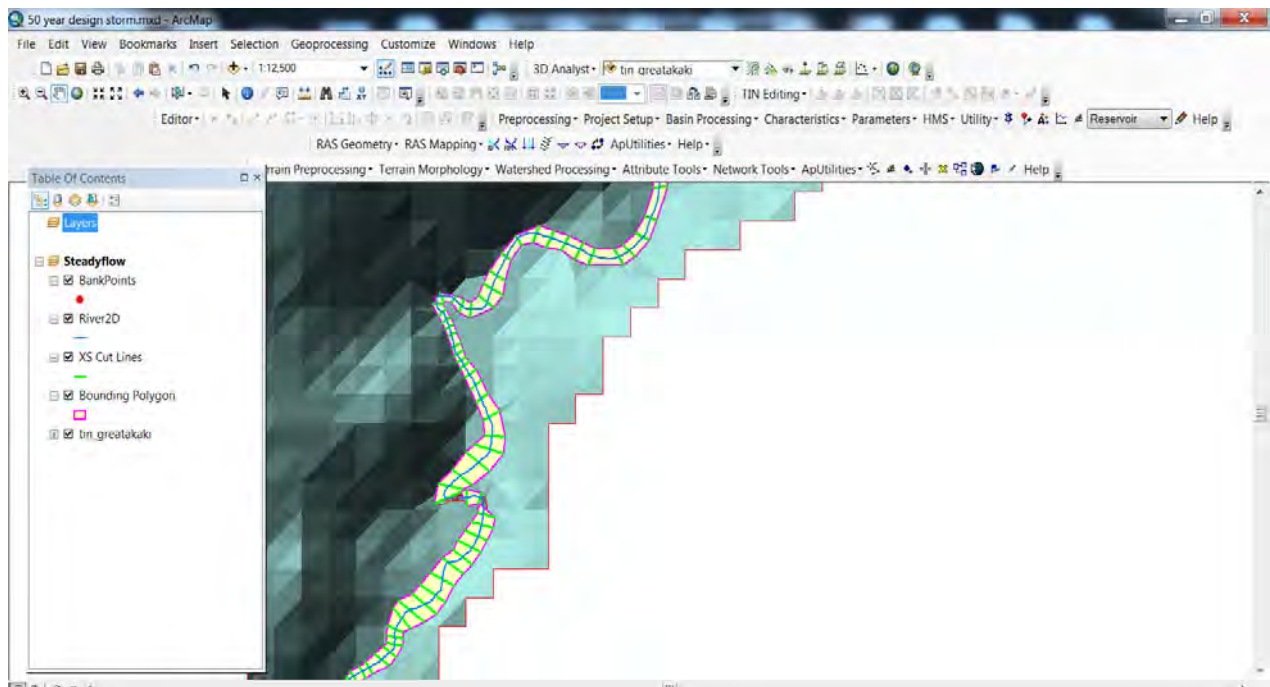 50 year design storm.mxd - ArcMap
File Edit View Bookmarks Insert Selection Geoprocessing Customize Windows Help
1:12,500 3D Analyst tin_greatakaki
TIN Editing
Editor Preprocessing Project Setup Basin Processing Characteristics Parameters HMS Utility Reservoir Help
RAS Geometry RAS Mapping ApUtilities Help
rrain Preprocessing Terrain Morphology Watershed Processing Attribute Tools Network Tools ApUtilities Help
Table Of Contents
Layers
Steadyflow
BankPoints
River2D
XS Cut Lines
Bounding Polygon
tin_greatakaki